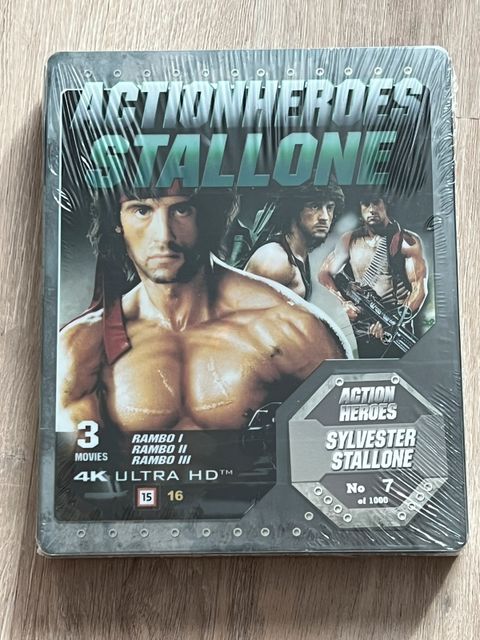 ACTIONHEROES
STALLONE
3
MOVIES
RAMBO I
RAMBO II
RAMBO III
4K ULTRA HD™
15 16
ACTION
HEROES
SYLVESTER
STALLONE
No 7
of 1000